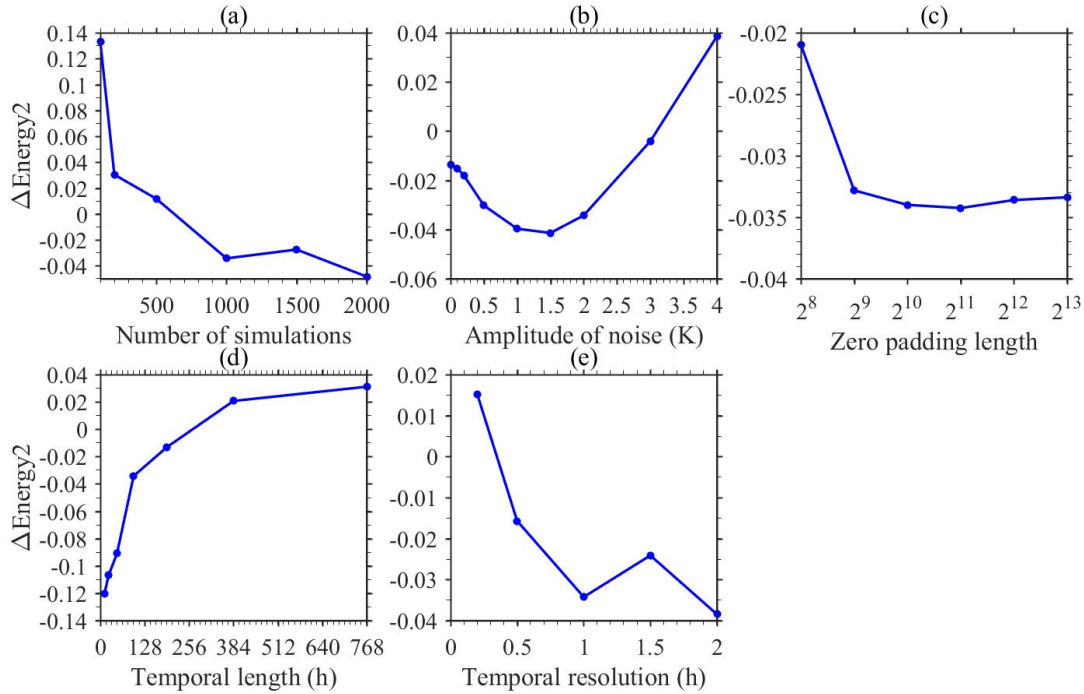 (a)
ΔEnergy2
0.14
0.12
0.1
0.08
0.06
0.04
0.02
0
-0.02
-0.04
500 1000 1500 2000
Number of simulations
(b)
0.04
0.02
0
-0.02
-0.04
-0.06
0 0.5 1 1.5 2 2.5 3 3.5 4
Amplitude of noise (K)
(c)
-0.02
-0.025
-0.03
-0.035
-0.04
2^8 2^9 2^10 2^11 2^12 2^13
Zero padding length
(d)
ΔEnergy2
0.04
0.02
0
-0.02
-0.04
-0.06
-0.08
-0.1
-0.12
-0.14
0 128 256 384 512 640 768
Temporal length (h)
(e)
0.02
0.01
0
-0.01
-0.02
-0.03
-0.04
0 0.5 1 1.5 2
Temporal resolution (h)